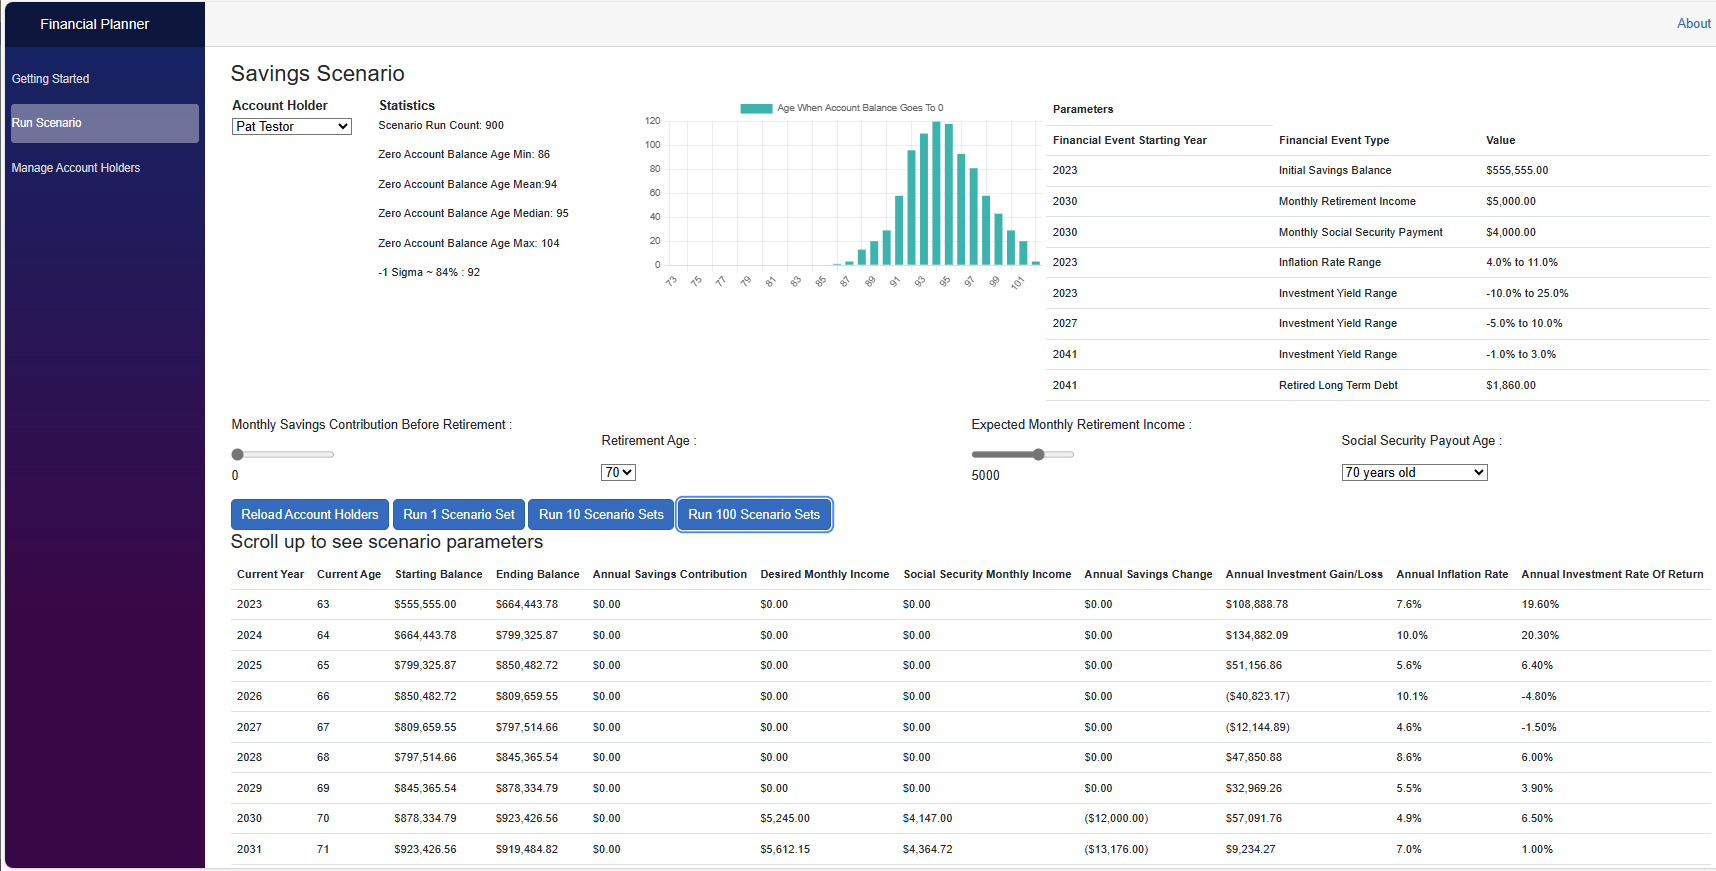 Financial Planner
About
Getting Started
Run Scenario
Manage Account Holders
Savings Scenario
Account Holder
Pat Testor
Statistics
Scenario Run Count: 900
Zero Account Balance Age Min: 86
Zero Account Balance Age Mean:94
Zero Account Balance Age Median: 95
Zero Account Balance Age Max: 104
-1 Sigma ~ 84% : 92
Age When Account Balance Goes To 0
120
100
80
60
40
20
0
73 75 77 79 81 83 85 87 89 91 93 95 97 99 101
Parameters
Financial Event Starting Year Financial Event Type Value
2023 Initial Savings Balance $555,555.00
2030 Monthly Retirement Income $5,000.00
2030 Monthly Social Security Payment $4,000.00
2023 Inflation Rate Range 4.0% to 11.0%
2023 Investment Yield Range -10.0% to 25.0%
2027 Investment Yield Range -5.0% to 10.0%
2041 Investment Yield Range -1.0% to 3.0%
2041 Retired Long Term Debt $1,860.00
Monthly Savings Contribution Before Retirement :
0
Retirement Age :
70
Expected Monthly Retirement Income :
5000
Social Security Payout Age :
70 years old
Reload Account Holders Run 1 Scenario Set Run 10 Scenario Sets Run 100 Scenario Sets
Scroll up to see scenario parameters
Current Year Current Age Starting Balance Ending Balance Annual Savings Contribution Desired Monthly Income Social Security Monthly Income Annual Savings Change Annual Investment Gain/Loss Annual Inflation Rate Annual Investment Rate Of Return
2023 63 $555,555.00 $664,443.78 $0.00 $0.00 $0.00 $0.00 $108,888.78 7.6% 19.60%
2024 64 $664,443.78 $799,325.87 $0.00 $0.00 $0.00 $0.00 $134,882.09 10.0% 20.30%
2025 65 $799,325.87 $850,482.72 $0.00 $0.00 $0.00 $0.00 $51,156.86 5.6% 6.40%
2026 66 $850,482.72 $809,659.55 $0.00 $0.00 $0.00 $0.00 ($40,823.17) 10.1% -4.80%
2027 67 $809,659.55 $797,514.66 $0.00 $0.00 $0.00 $0.00 ($12,144.89) 4.6% -1.50%
2028 68 $797,514.66 $845,365.54 $0.00 $0.00 $0.00 $0.00 $47,850.88 8.6% 6.00%
2029 69 $845,365.54 $878,334.79 $0.00 $0.00 $0.00 $0.00 $32,969.26 5.5% 3.90%
2030 70 $878,334.79 $923,426.56 $0.00 $5,245.00 $4,147.00 ($12,000.00) $57,091.76 4.9% 6.50%
2031 71 $923,426.56 $919,484.82 $0.00 $5,612.15 $4,364.72 ($13,176.00) $9,234.27 7.0% 1.00%